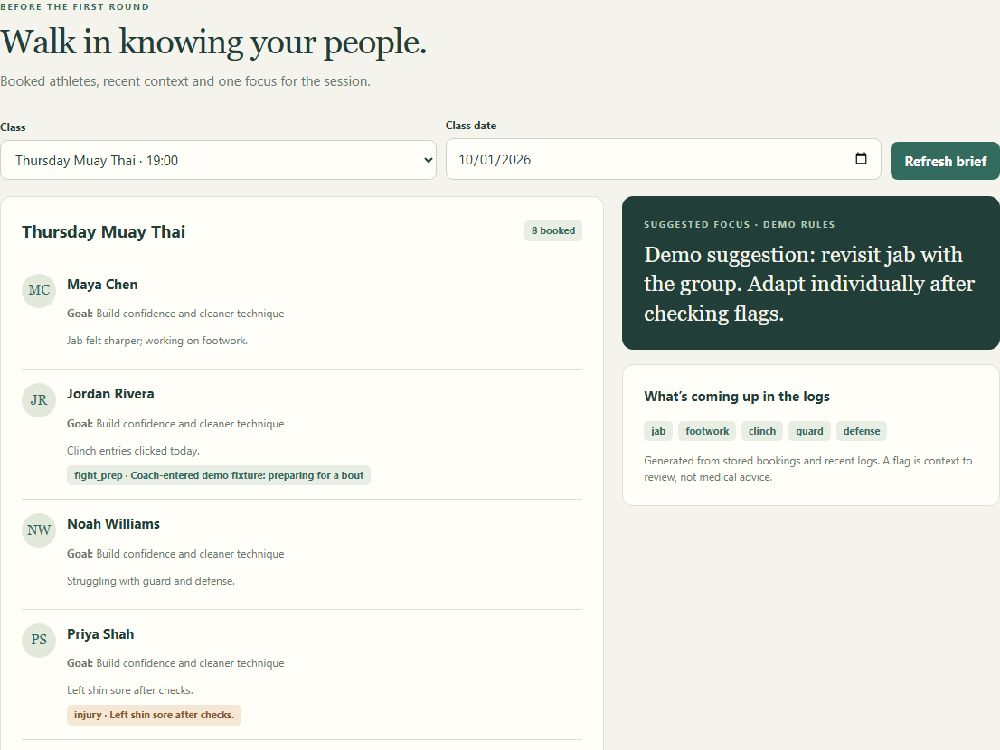 BEFORE THE FIRST ROUND
Walk in knowing your people.
Booked athletes, recent context and one focus for the session.
Class
Thursday Muay Thai · 19:00
Class date
10/01/2026
Refresh brief
Thursday Muay Thai
8 booked
MC
Maya Chen
Goal: Build confidence and cleaner technique
Jab felt sharper; working on footwork.
JR
Jordan Rivera
Goal: Build confidence and cleaner technique
Clinch entries clicked today.
fight_prep · Coach-entered demo fixture: preparing for a bout
NW
Noah Williams
Goal: Build confidence and cleaner technique
Struggling with guard and defense.
PS
Priya Shah
Goal: Build confidence and cleaner technique
Left shin sore after checks.
injury · Left shin sore after checks.
SUGGESTED FOCUS · DEMO RULES
Demo suggestion: revisit jab with
the group. Adapt individually after
checking flags.
What's coming up in the logs
jab footwork clinch guard defense
Generated from stored bookings and recent logs. A flag is context to
review, not medical advice.